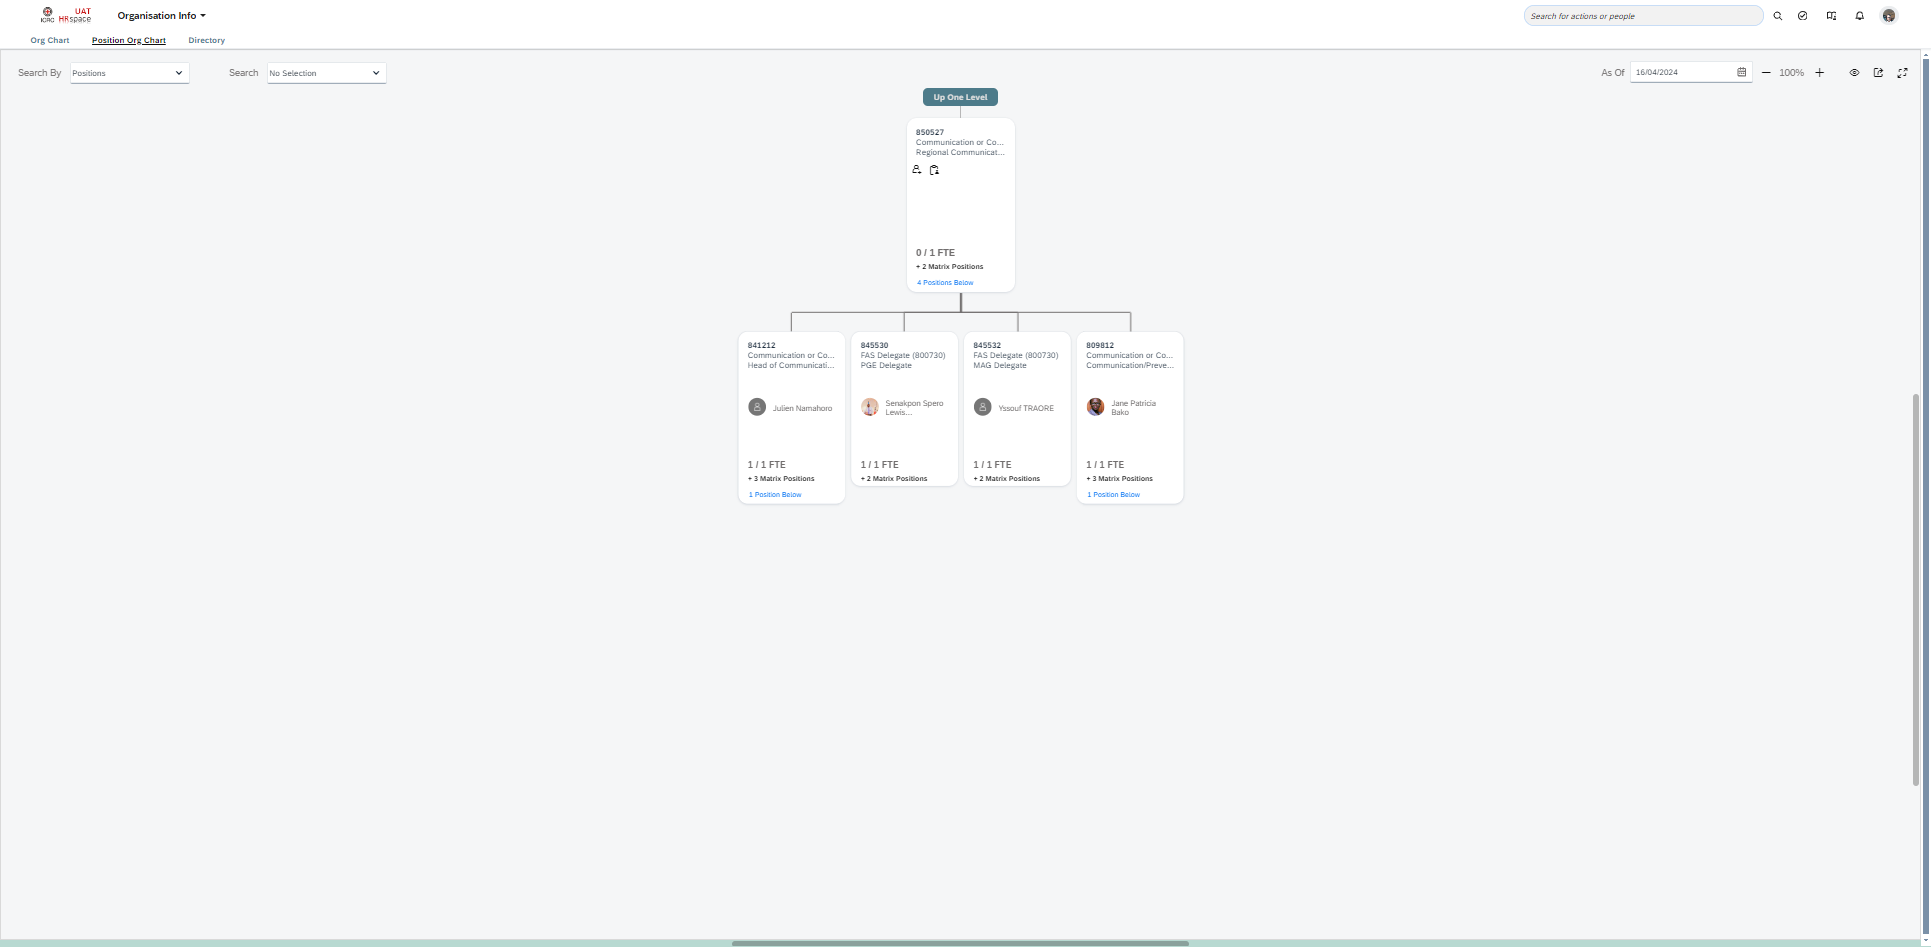 ICRC
UAT
HRspace
Organisation Info
Search for actions or people
Org Chart
Position Org Chart
Directory
Search By
Positions
Search
No Selection
As Of
16/04/2024
100%
Up One Level
850527
Communication or Co...
Regional Communicat...
0 / 1 FTE
+ 2 Matrix Positions
4 Positions Below
841212
Communication or Co...
Head of Communicati...
Julien Namahoro
1 / 1 FTE
+ 3 Matrix Positions
1 Position Below
845530
FAS Delegate (800730)
PGE Delegate
Senakpon Spero
Lewis...
1 / 1 FTE
+ 2 Matrix Positions
845532
FAS Delegate (800730)
MAG Delegate
Yssouf TRAORE
1 / 1 FTE
+ 2 Matrix Positions
809812
Communication or Co...
Communication/Preve...
Jane Patricia
Bako
1 / 1 FTE
+ 3 Matrix Positions
1 Position Below